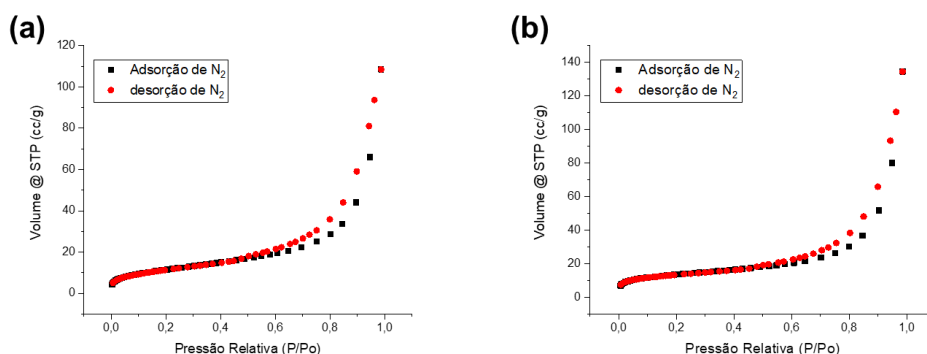 (a)
Volume @ STP (cc/g)
120
100
80
60
40
20
0
Adsorção de N₂
desorção de N₂
0,0 0,2 0,4 0,6 0,8 1,0
Pressão Relativa (P/Po)
(b)
Volume @ STP (cc/g)
140
120
100
80
60
40
20
0
Adsorção de N₂
desorção de N₂
0,0 0,2 0,4 0,6 0,8 1,0
Pressão Relativa (P/Po)